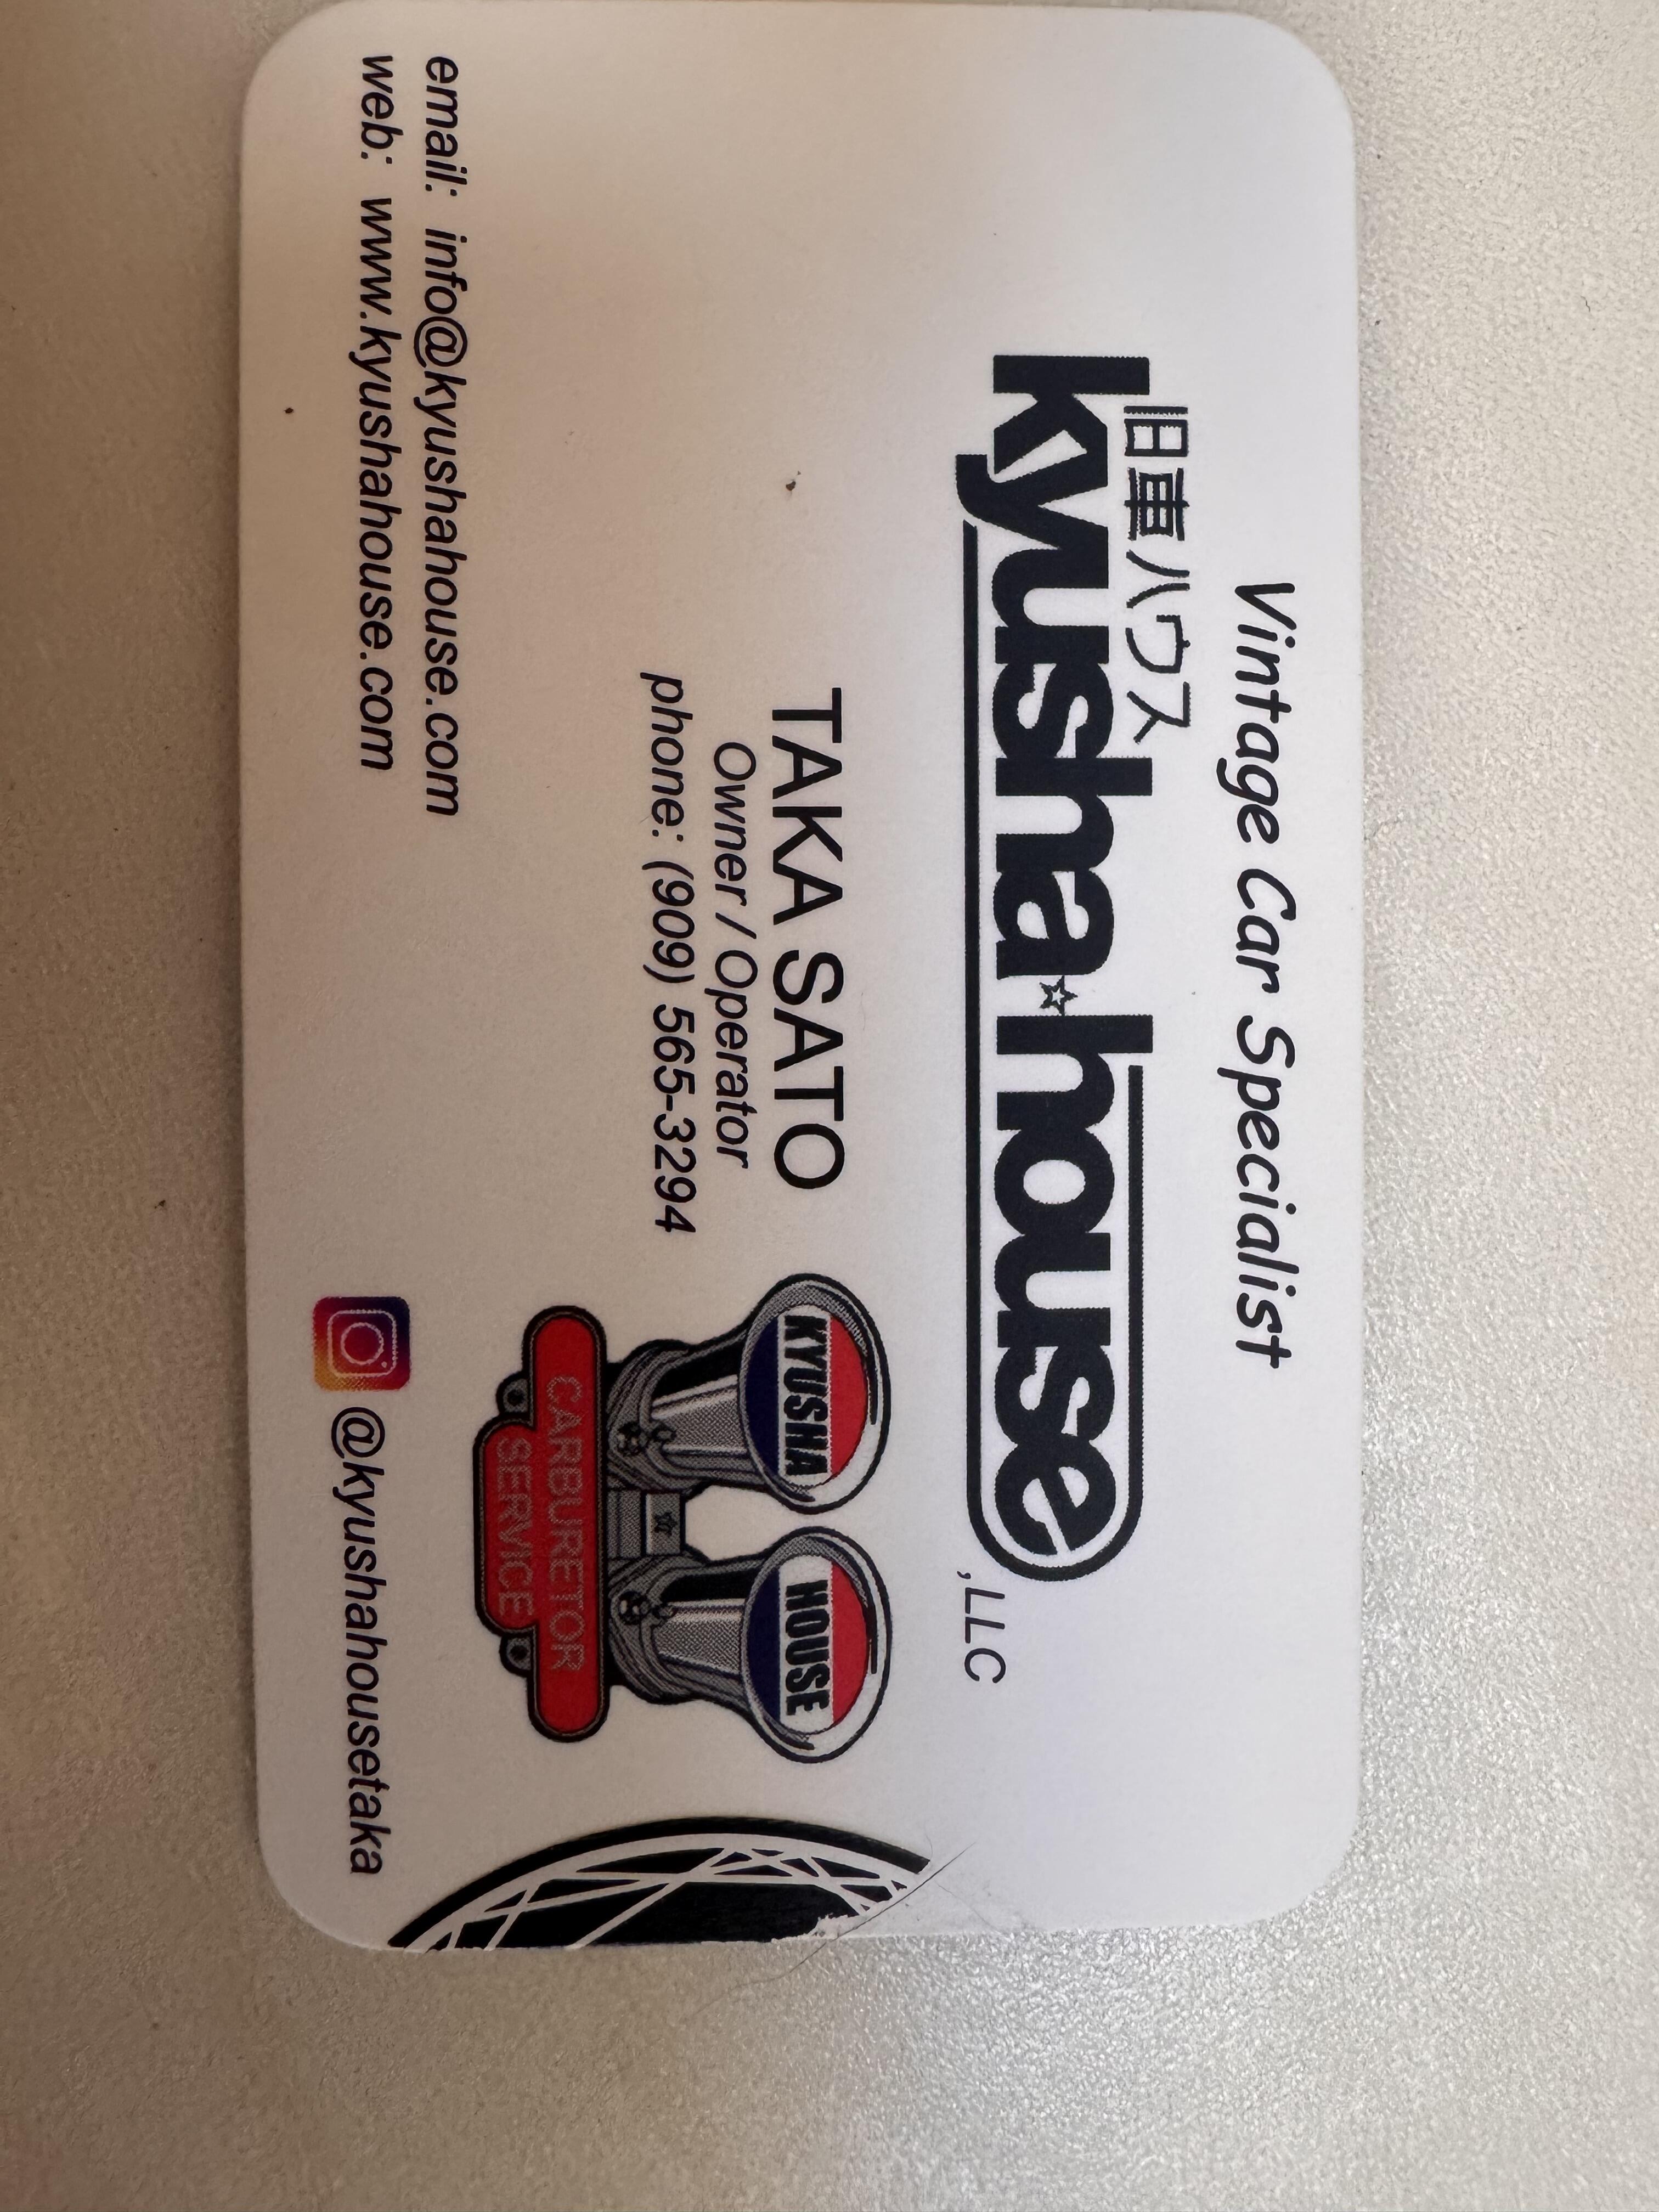 Vintage Car Specialist
旧車ハウス
kyusha☆house
,LLC
TAKA SATO
Owner / Operator
phone: (909) 565-3294
KYUSHA
HOUSE
CARBURETOR
SERVICE
email: info@kyushahouse.com
web: www.kyushahouse.com
@kyushahousetaka